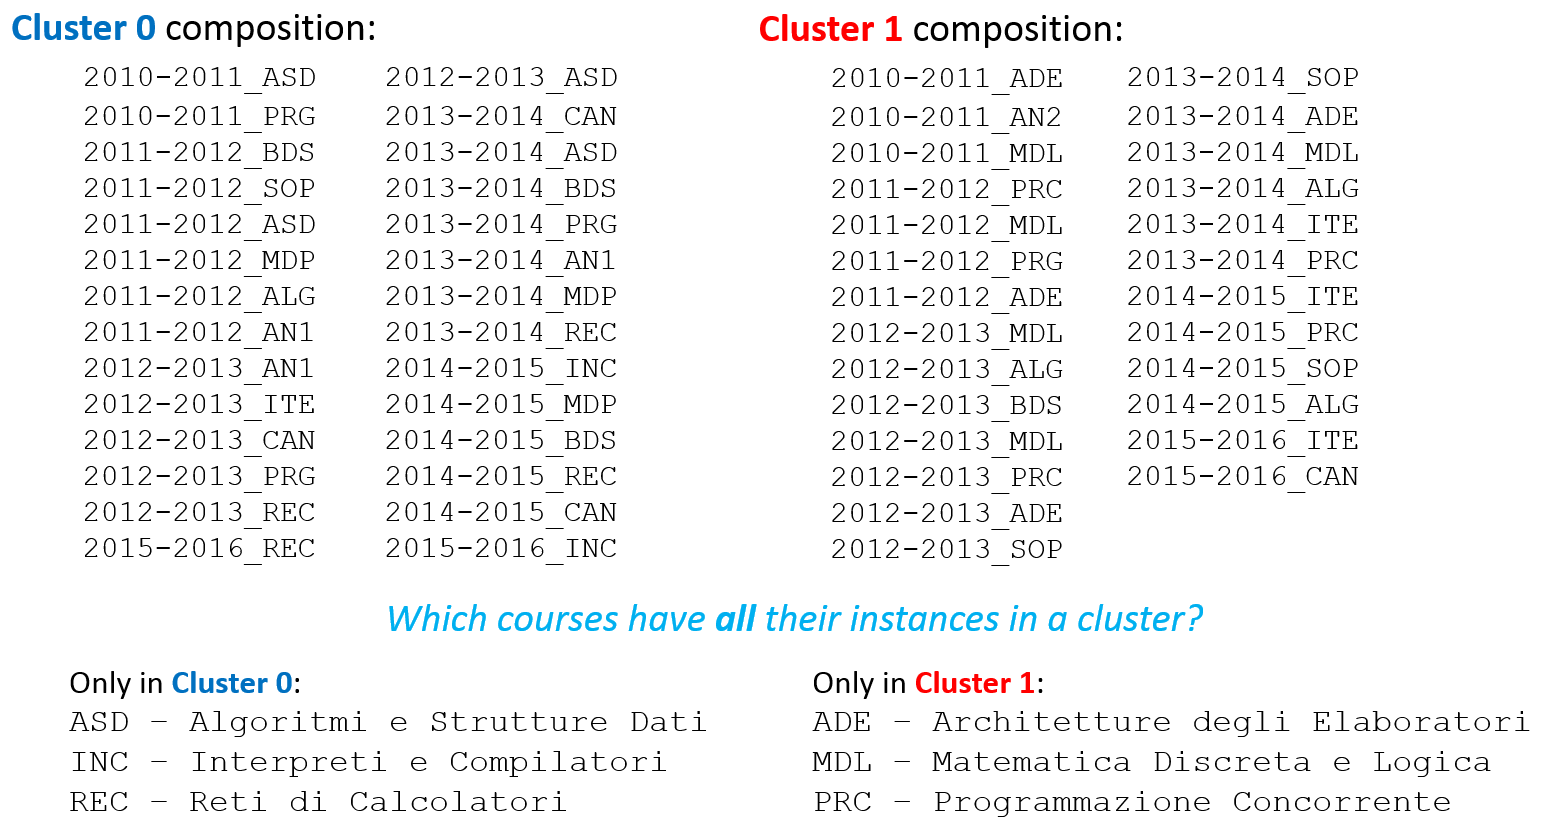 Cluster 0 composition:
2010-2011_ASD
2010-2011_PRG
2011-2012_BDS
2011-2012_SOP
2011-2012_ASD
2011-2012_MDP
2011-2012_ALG
2011-2012_AN1
2012-2013_AN1
2012-2013_ITE
2012-2013_CAN
2012-2013_PRG
2012-2013_REC
2015-2016_REC
2012-2013_ASD
2013-2014_CAN
2013-2014_ASD
2013-2014_BDS
2013-2014_PRG
2013-2014_AN1
2013-2014_MDP
2013-2014_REC
2014-2015_INC
2014-2015_MDP
2014-2015_BDS
2014-2015_REC
2014-2015_CAN
2015-2016_INC
Cluster 1 composition:
2010-2011_ADE
2010-2011_AN2
2010-2011_MDL
2011-2012_PRC
2011-2012_MDL
2011-2012_PRG
2011-2012_ADE
2012-2013_MDL
2012-2013_ALG
2012-2013_BDS
2012-2013_MDL
2012-2013_PRC
2012-2013_ADE
2012-2013_SOP
2013-2014_SOP
2013-2014_ADE
2013-2014_MDL
2013-2014_ALG
2013-2014_ITE
2013-2014_PRC
2014-2015_ITE
2014-2015_PRC
2014-2015_SOP
2014-2015_ALG
2015-2016_ITE
2015-2016_CAN
Which courses have all their instances in a cluster?
Only in Cluster 0:
ASD – Algoritmi e Strutture Dati
INC – Interpreti e Compilatori
REC – Reti di Calcolatori
Only in Cluster 1:
ADE – Architetture degli Elaboratori
MDL – Matematica Discreta e Logica
PRC – Programmazione Concorrente